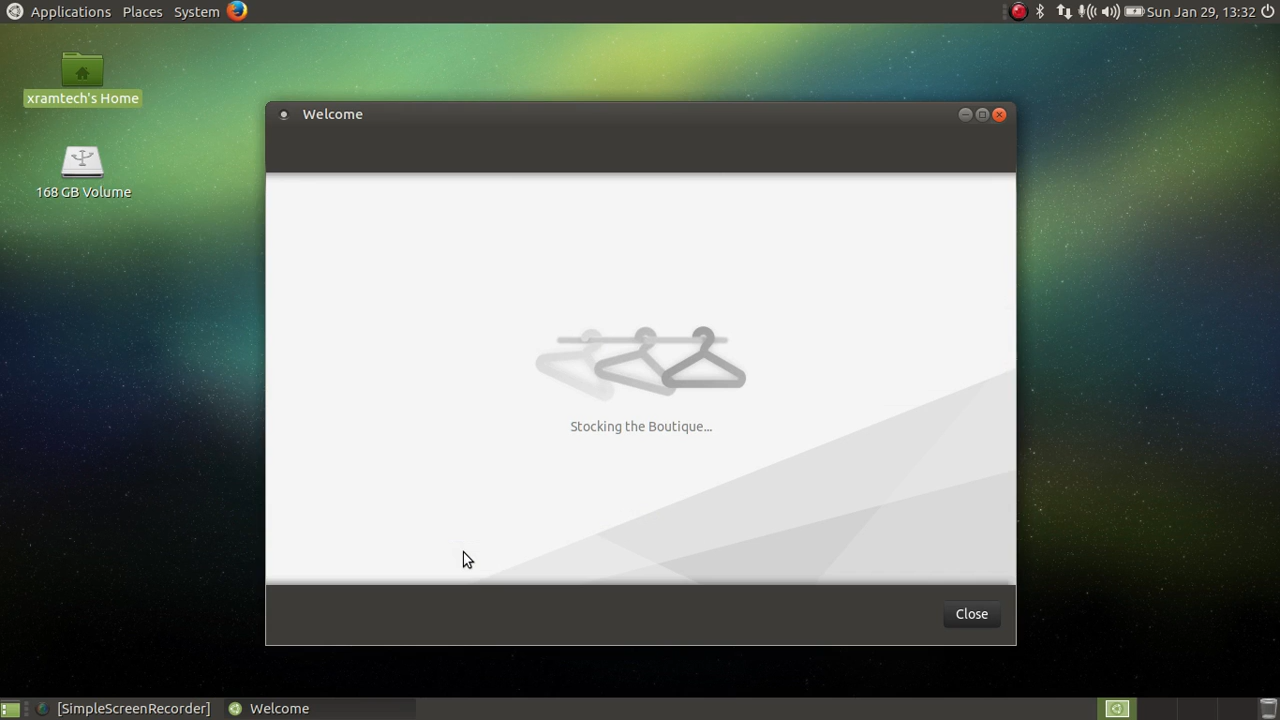 Applications Places System Sun Jan 29, 13:32
xramtech's Home
168 GB Volume
Welcome
Stocking the Boutique...
Close
[SimpleScreenRecorder] Welcome